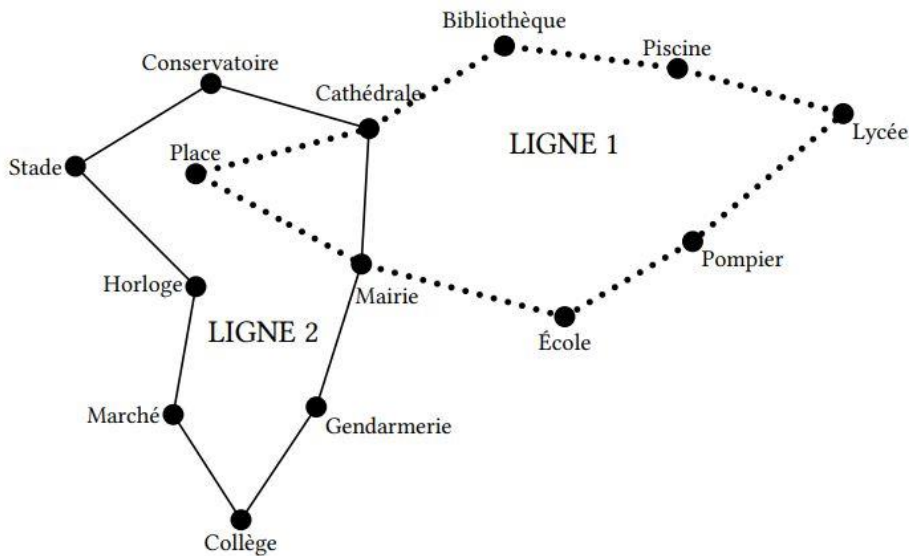 Bibliothèque
Piscine
Conservatoire
Cathédrale
Lycée
LIGNE 1
Place
Stade
Pompier
Horloge
Mairie
LIGNE 2
École
Marché
Gendarmerie
Collège